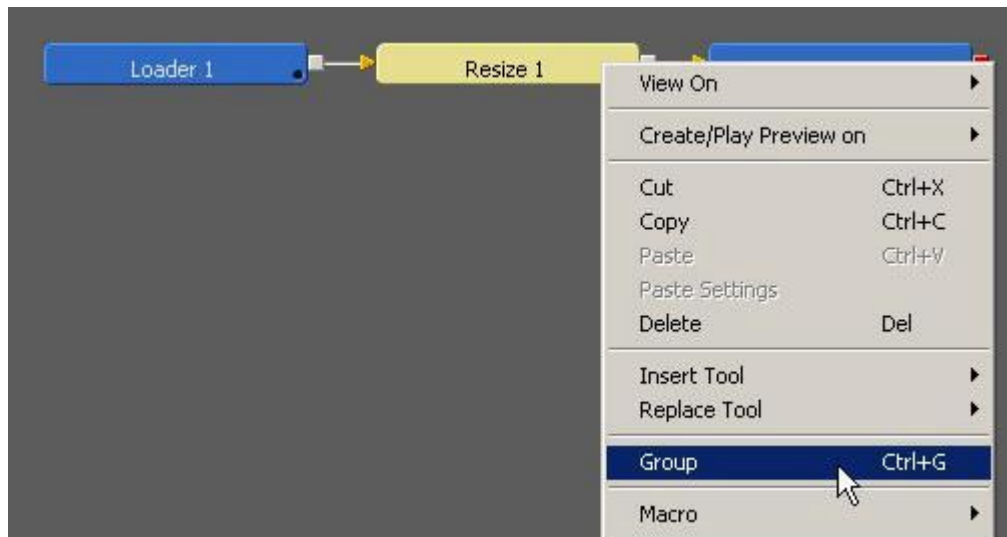 Loader 1
Resize 1
View On
Create/Play Preview on
Cut Ctrl+X
Copy Ctrl+C
Paste Ctrl+V
Paste Settings
Delete Del
Insert Tool
Replace Tool
Group Ctrl+G
Macro